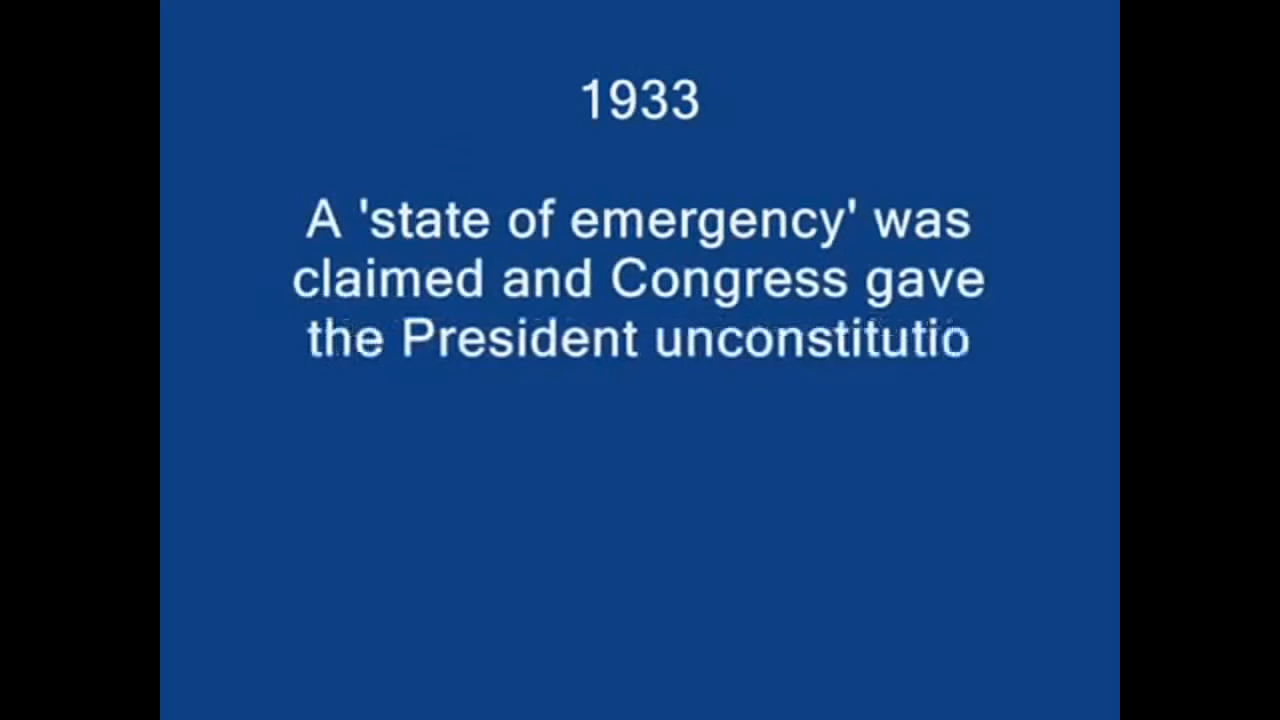 1933
A 'state of emergency' was
claimed and Congress gave
the President unconstitutio